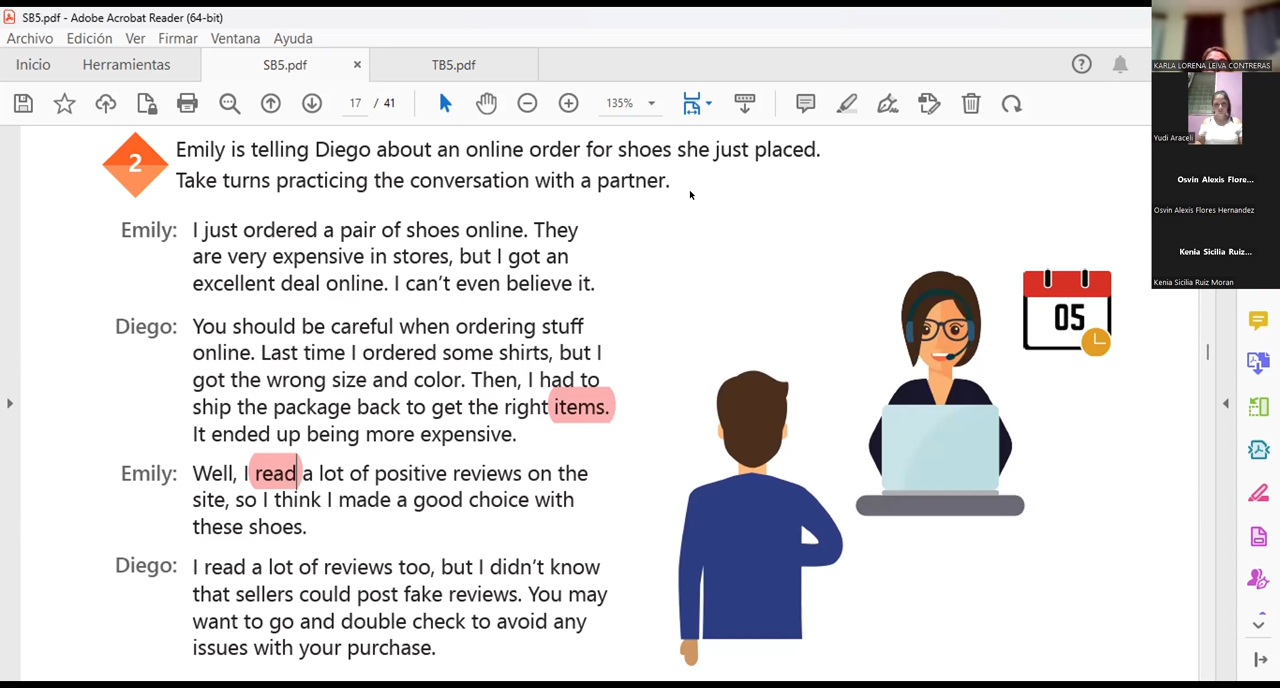 SB5.pdf - Adobe Acrobat Reader (64-bit)
Archivo Edición Ver Firmar Ventana Ayuda
Inicio Herramientas SB5.pdf × TB5.pdf
17 / 41 135%
2
Emily is telling Diego about an online order for shoes she just placed.
Take turns practicing the conversation with a partner.
Emily: I just ordered a pair of shoes online. They
are very expensive in stores, but I got an
excellent deal online. I can't even believe it.
Diego: You should be careful when ordering stuff
online. Last time I ordered some shirts, but I
got the wrong size and color. Then, I had to
ship the package back to get the right items.
It ended up being more expensive.
Emily: Well, I read a lot of positive reviews on the
site, so I think I made a good choice with
these shoes.
Diego: I read a lot of reviews too, but I didn't know
that sellers could post fake reviews. You may
want to go and double check to avoid any
issues with your purchase.
05
KARLA LORENA LEIVA CONTRERAS
Yudi Araceli
Osvin Alexis Flore...
Osvin Alexis Flores Hernandez
Kenia Sicilia Ruiz...
Kenia Sicilia Ruiz Moran